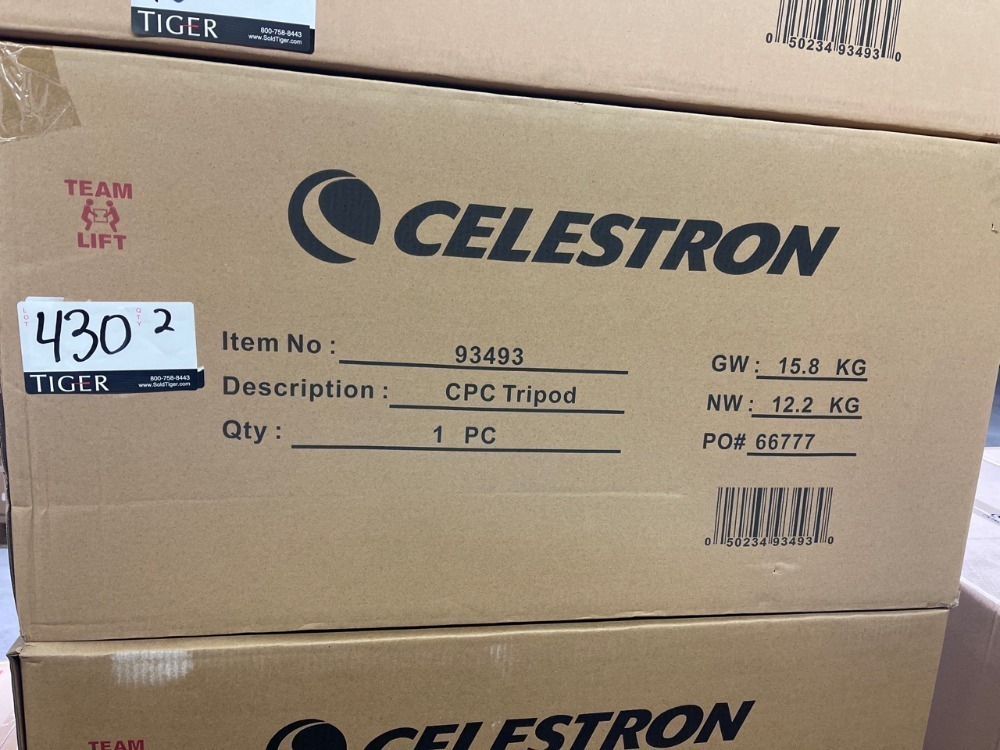 TIGER
800-758-8443
www.SoldTiger.com
0 50234 93493 0
TEAM
LIFT
CELESTRON
LOT
430
QTY
2
TIGER
800-758-8443
www.SoldTiger.com
Item No : 93493
Description : CPC Tripod
Qty : 1 PC
GW : 15.8 KG
NW : 12.2 KG
PO# 66777
0 50234 93493 0
TEAM
CELESTRON